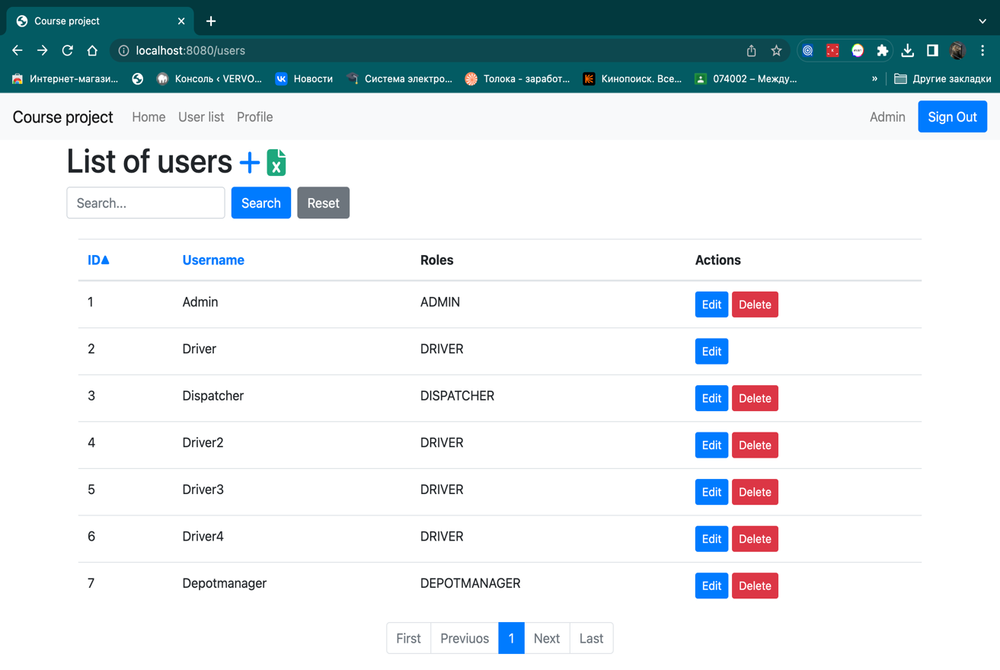 Course project
localhost:8080/users
Интернет-магази... Консоль ‹ VERVO... Новости Система электро... Толока - заработ... Кинопоиск. Все... 074002 – Между... » Другие закладки
Course project Home User list Profile Admin Sign Out
List of users
Search... Search Reset
ID Username Roles Actions
1 Admin ADMIN Edit Delete
2 Driver DRIVER Edit
3 Dispatcher DISPATCHER Edit Delete
4 Driver2 DRIVER Edit Delete
5 Driver3 DRIVER Edit Delete
6 Driver4 DRIVER Edit Delete
7 Depotmanager DEPOTMANAGER Edit Delete
First Previuos 1 Next Last